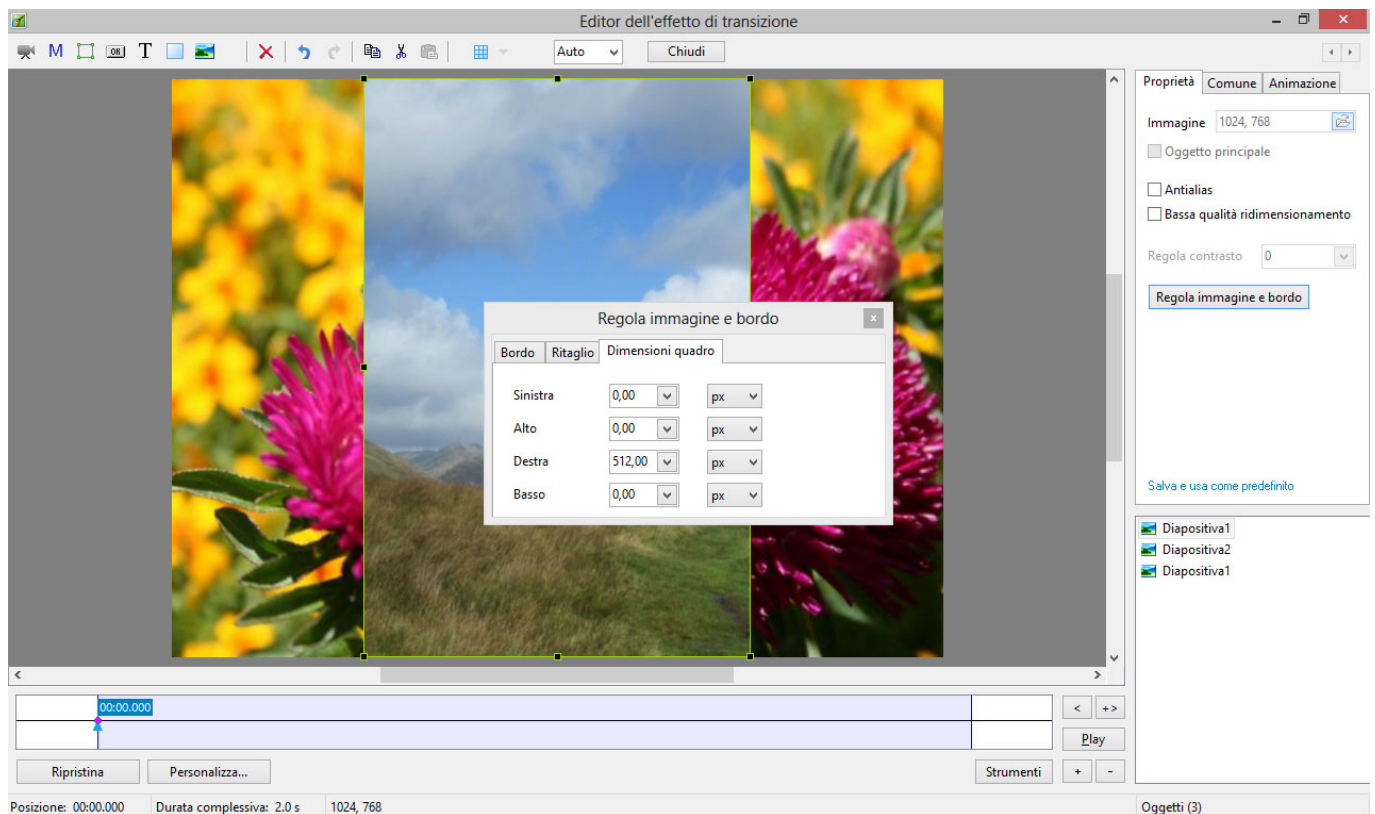 Editor dell'effetto di transizione
M OK T Auto Chiudi
Proprietà Comune Animazione
Immagine 1024, 768
Oggetto principale
Antialias
Bassa qualità ridimensionamento
Regola contrasto 0
Regola immagine e bordo
Regola immagine e bordo x
Bordo Ritaglio Dimensioni quadro
Sinistra 0,00 px
Alto 0,00 px
Destra 512,00 px
Basso 0,00 px
Salva e usa come predefinito
Diapositiva1
Diapositiva2
Diapositiva1
00:00.000
< +>
Play
Ripristina Personalizza... Strumenti + -
Posizione: 00:00.000 Durata complessiva: 2.0 s 1024, 768 Oggetti (3)